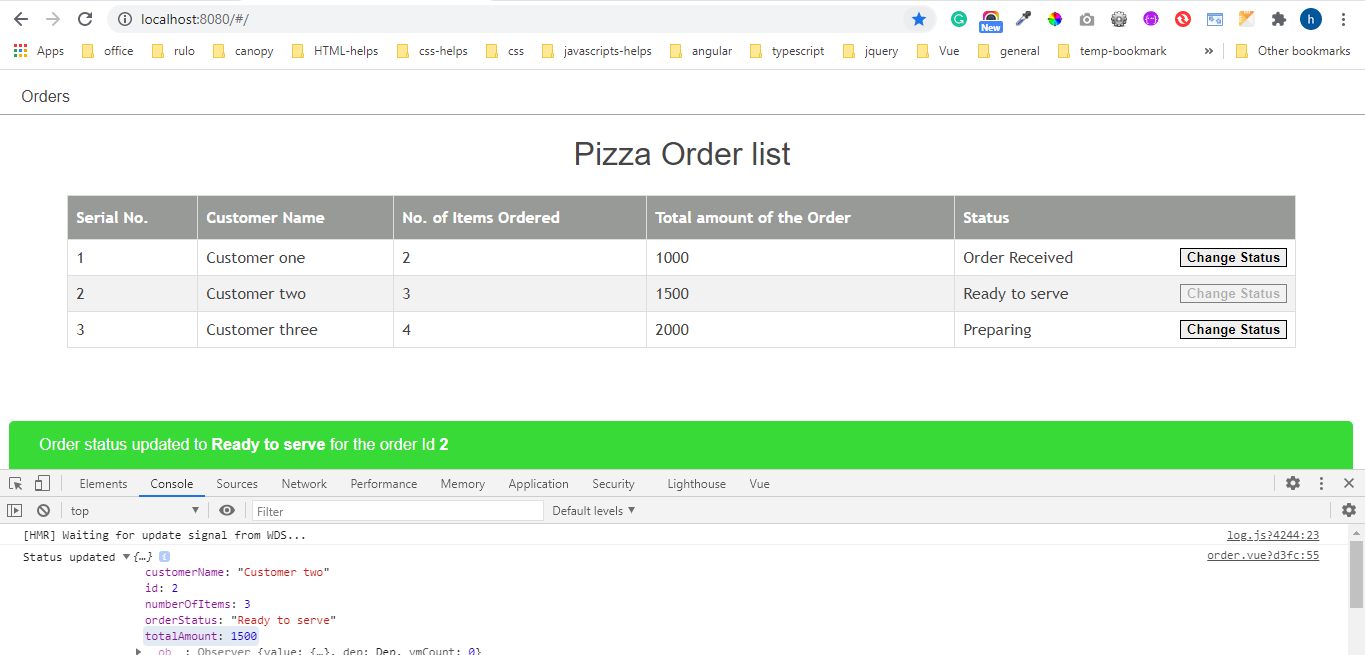 localhost:8080/#/
New
h
Apps office rulo canopy HTML-helps css-helps css javascripts-helps angular typescript jquery Vue general temp-bookmark » Other bookmarks
Orders
Pizza Order list
Serial No. Customer Name No. of Items Ordered Total amount of the Order Status
1 Customer one 2 1000 Order Received Change Status
2 Customer two 3 1500 Ready to serve Change Status
3 Customer three 4 2000 Preparing Change Status
Order status updated to Ready to serve for the order Id 2
Elements Console Sources Network Performance Memory Application Security Lighthouse Vue
top Filter Default levels
[HMR] Waiting for update signal from WDS... log.js?4244:23
Status updated {…} order.vue?d3fc:55
customerName: "Customer two"
id: 2
numberOfItems: 3
orderStatus: "Ready to serve"
totalAmount: 1500
__ob__: Observer {value: {…}, dep: Dep, vmCount: 0}